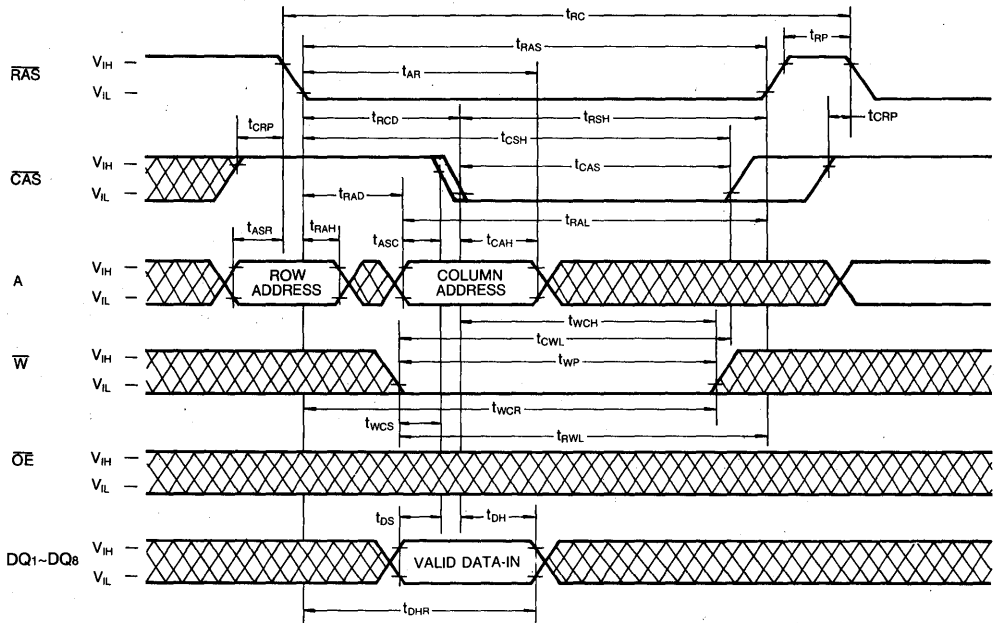 tRC
tRP
tRAS
RAS
VIH
VIL
tAR
tRCD
tRSH
tCRP
tCRP
tCSH
CAS
VIH
VIL
tCAS
tRAD
tRAL
tASR
tRAH
tASC
tCAH
A
VIH
VIL
ROW
ADDRESS
COLUMN
ADDRESS
tWCH
tCWL
W
VIH
VIL
tWP
tWCR
tWCS
tRWL
OE
VIH
VIL
tDS
tDH
DQ1~DQ8
VIH
VIL
VALID DATA-IN
tDHR